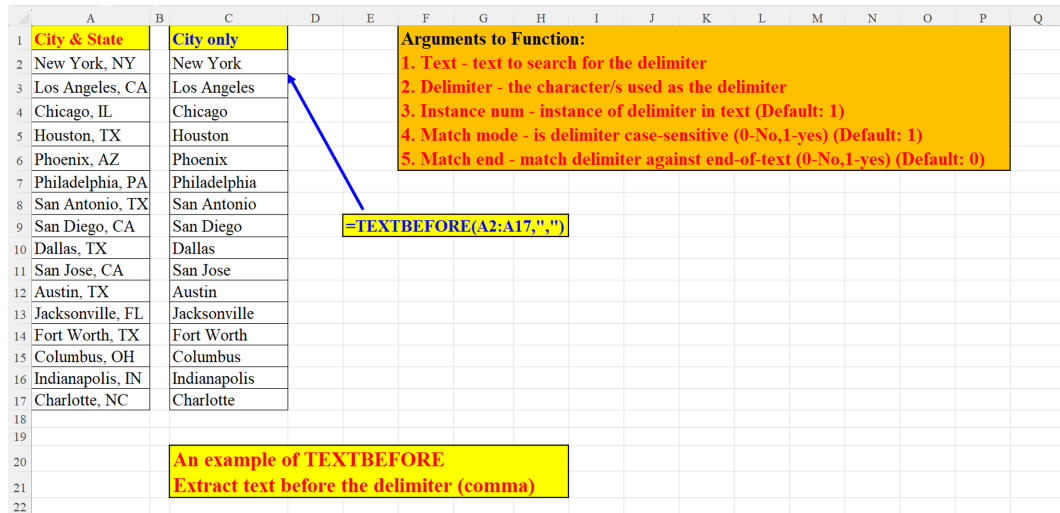 A B C D E F G H I J K L M N O P Q
1 City & State City only Arguments to Function:
2 New York, NY New York 1. Text - text to search for the delimiter
3 Los Angeles, CA Los Angeles 2. Delimiter - the character/s used as the delimiter
4 Chicago, IL Chicago 3. Instance num - instance of delimiter in text (Default: 1)
5 Houston, TX Houston 4. Match mode - is delimiter case-sensitive (0-No,1-yes) (Default: 1)
6 Phoenix, AZ Phoenix 5. Match end - match delimiter against end-of-text (0-No,1-yes) (Default: 0)
7 Philadelphia, PA Philadelphia
8 San Antonio, TX San Antonio
9 San Diego, CA San Diego =TEXTBEFORE(A2:A17,",")
10 Dallas, TX Dallas
11 San Jose, CA San Jose
12 Austin, TX Austin
13 Jacksonville, FL Jacksonville
14 Fort Worth, TX Fort Worth
15 Columbus, OH Columbus
16 Indianapolis, IN Indianapolis
17 Charlotte, NC Charlotte
18
19
20 An example of TEXTBEFORE
21 Extract text before the delimiter (comma)
22